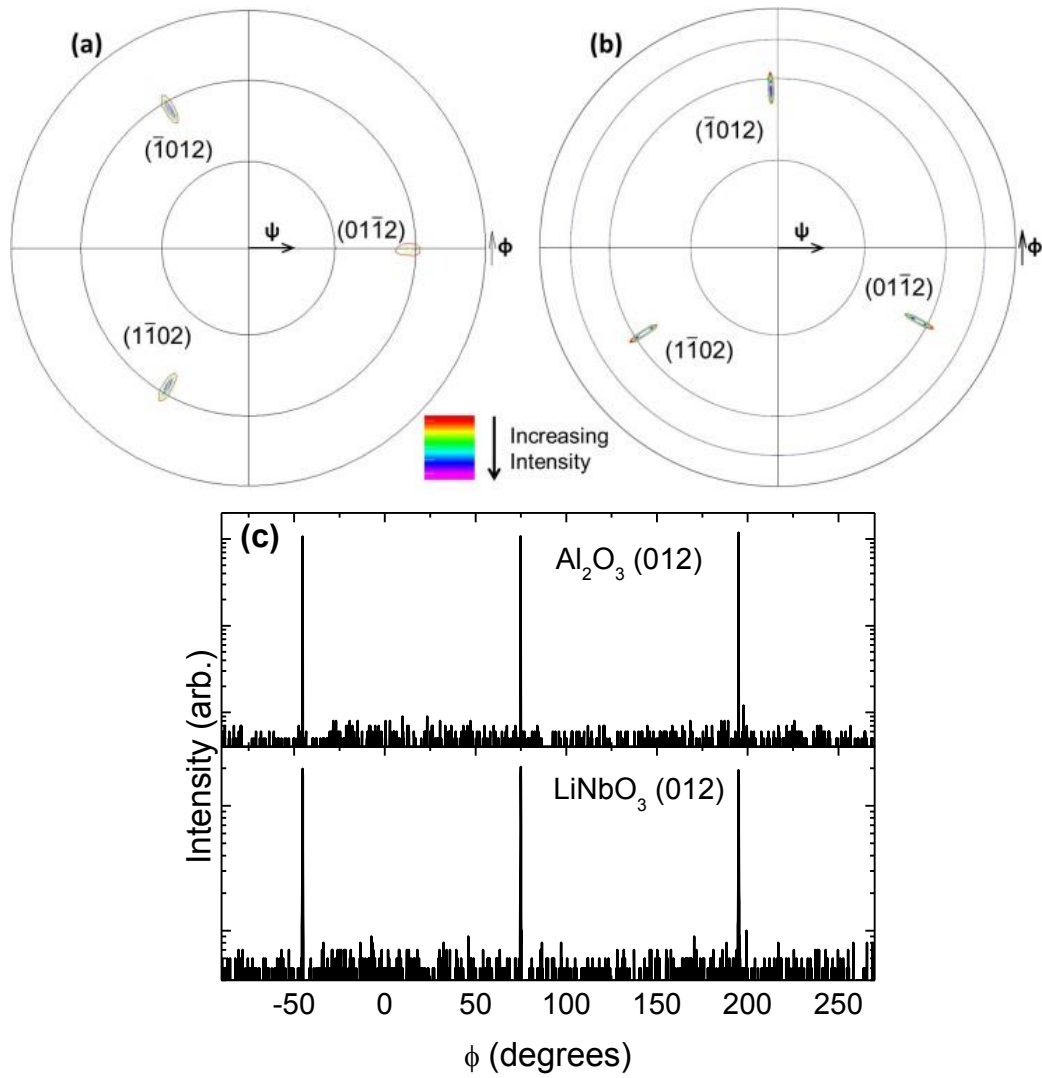 (a)
(1̄012)
(011̄2)
(11̄02)
ψ
ϕ
(b)
(1̄012)
(011̄2)
(11̄02)
ψ
ϕ
Increasing
Intensity
(c)
Al₂O₃ (012)
LiNbO₃ (012)
Intensity (arb.)
-50 0 50 100 150 200 250
ϕ (degrees)